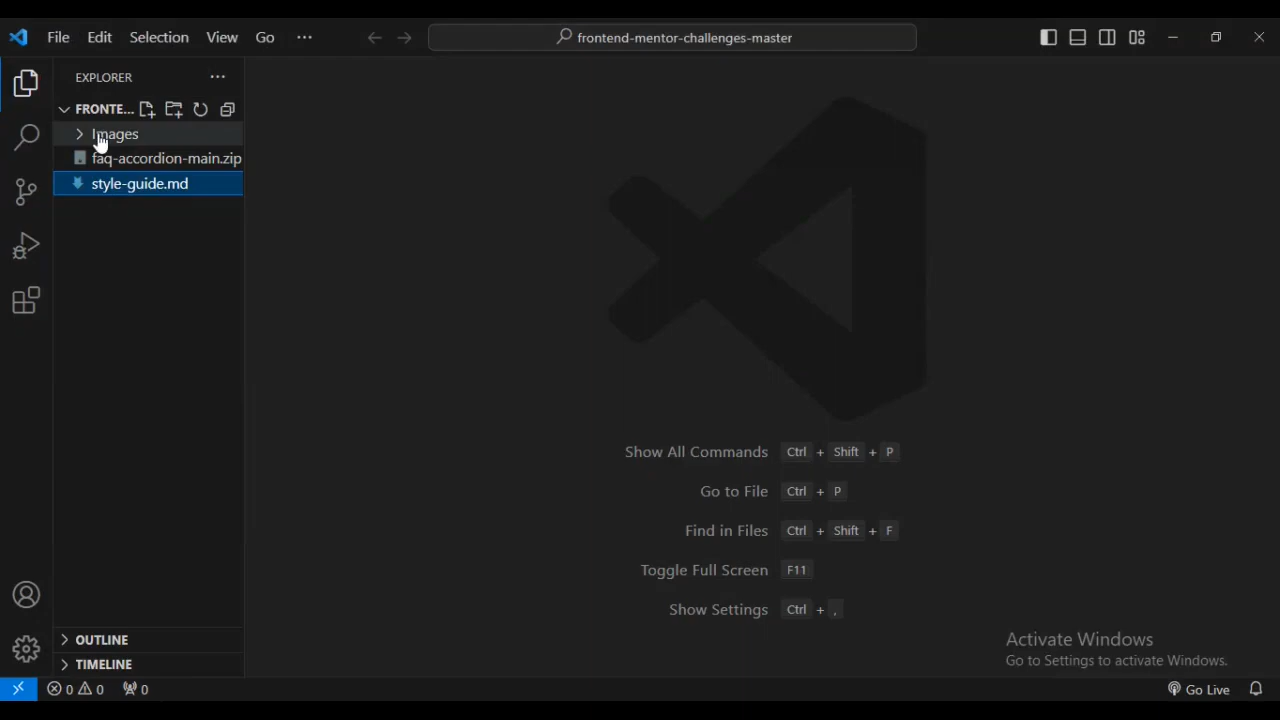 File Edit Selection View Go ··· frontend-mentor-challenges-master
EXPLORER ···
FRONTE...
Images
faq-accordion-main.zip
style-guide.md
Show All Commands Ctrl + Shift + P
Go to File Ctrl + P
Find in Files Ctrl + Shift + F
Toggle Full Screen F11
Show Settings Ctrl + ,
OUTLINE
TIMELINE
Activate Windows
Go to Settings to activate Windows.
0 0 0 Go Live